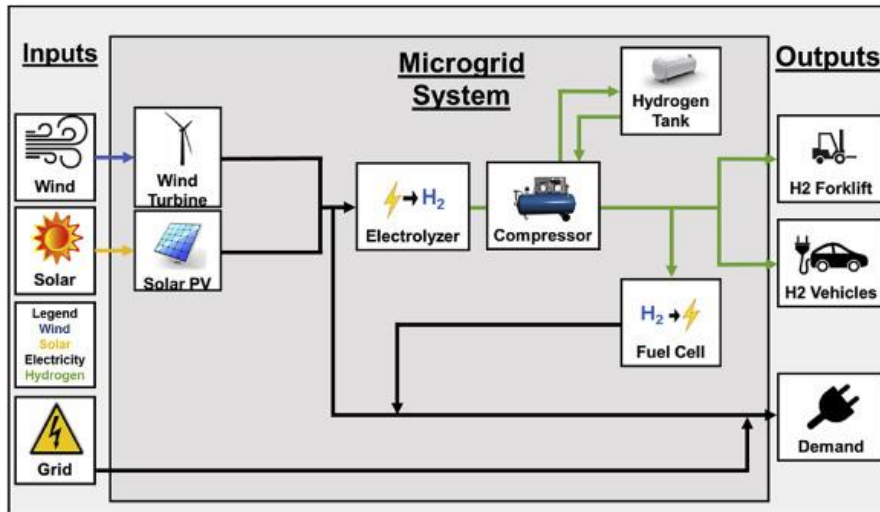 Inputs
Microgrid
System
Outputs
Hydrogen
Tank
Wind
Wind
Turbine
H2 Forklift
→H₂
Electrolyzer
Compressor
Solar
Solar PV
H2 Vehicles
Legend
Wind
Solar
Electricity
Hydrogen
H₂→
Fuel Cell
Grid
Demand